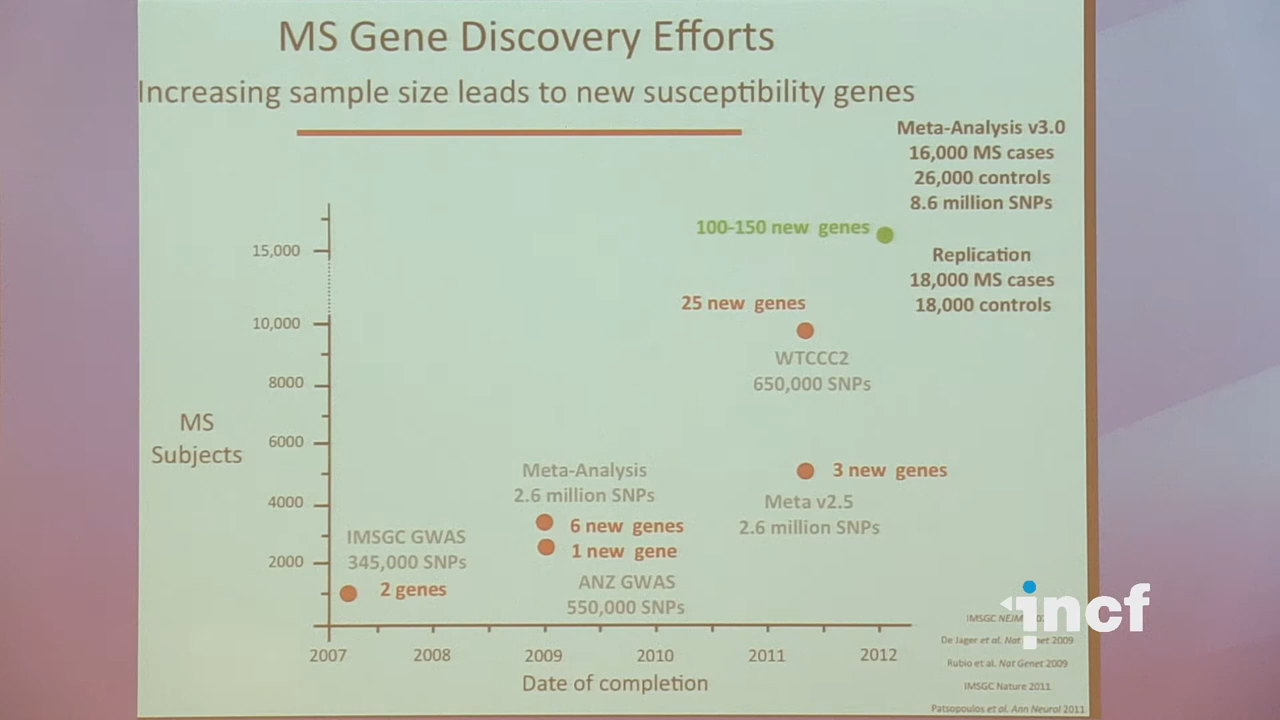 MS Gene Discovery Efforts
Increasing sample size leads to new susceptibility genes
Meta-Analysis v3.0
16,000 MS cases
26,000 controls
8.6 million SNPs
100-150 new genes
15,000
Replication
18,000 MS cases
18,000 controls
25 new genes
10,000
WTCCC2
650,000 SNPs
8000
MS
Subjects
6000
Meta-Analysis
2.6 million SNPs
3 new genes
4000
Meta v2.5
2.6 million SNPs
6 new genes
1 new gene
IMSGC GWAS
345,000 SNPs
2000
2 genes
ANZ GWAS
550,000 SNPs
incf
IMSGC NEJM
De Jager et al. Nat 2009
Rubio et al. Nat Genet 2009
IMSGC Nature 2011
Patsopoulos et al. Ann Neurol 2011
2007 2008 2009 2010 2011 2012
Date of completion